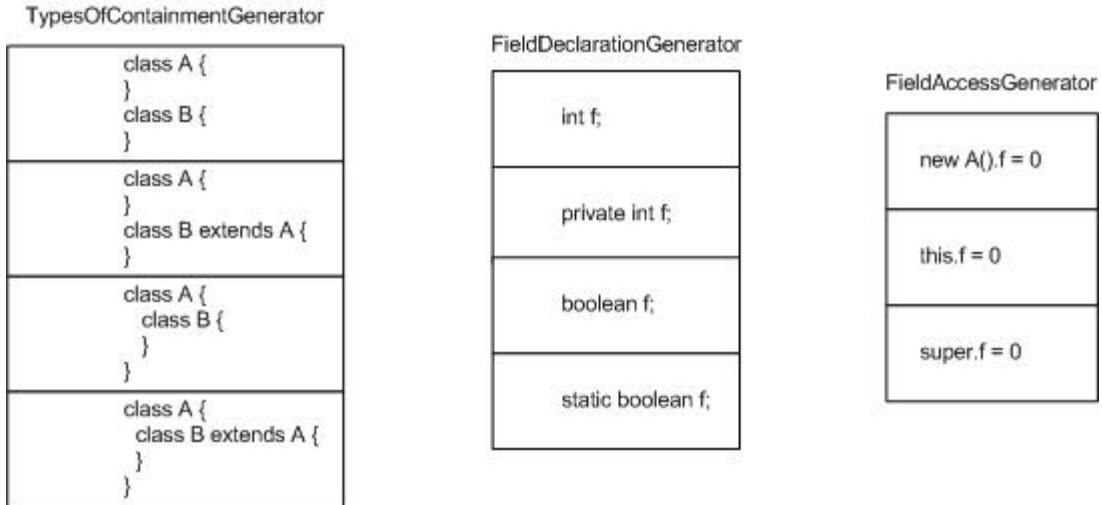 TypesOfContainmentGenerator
class A {
}
class B {
}
class A {
}
class B extends A {
}
class A {
class B {
}
}
class A {
class B extends A {
}
}
FieldDeclarationGenerator
int f;
private int f;
boolean f;
static boolean f;
FieldAccessGenerator
new A().f = 0
this.f = 0
super.f = 0